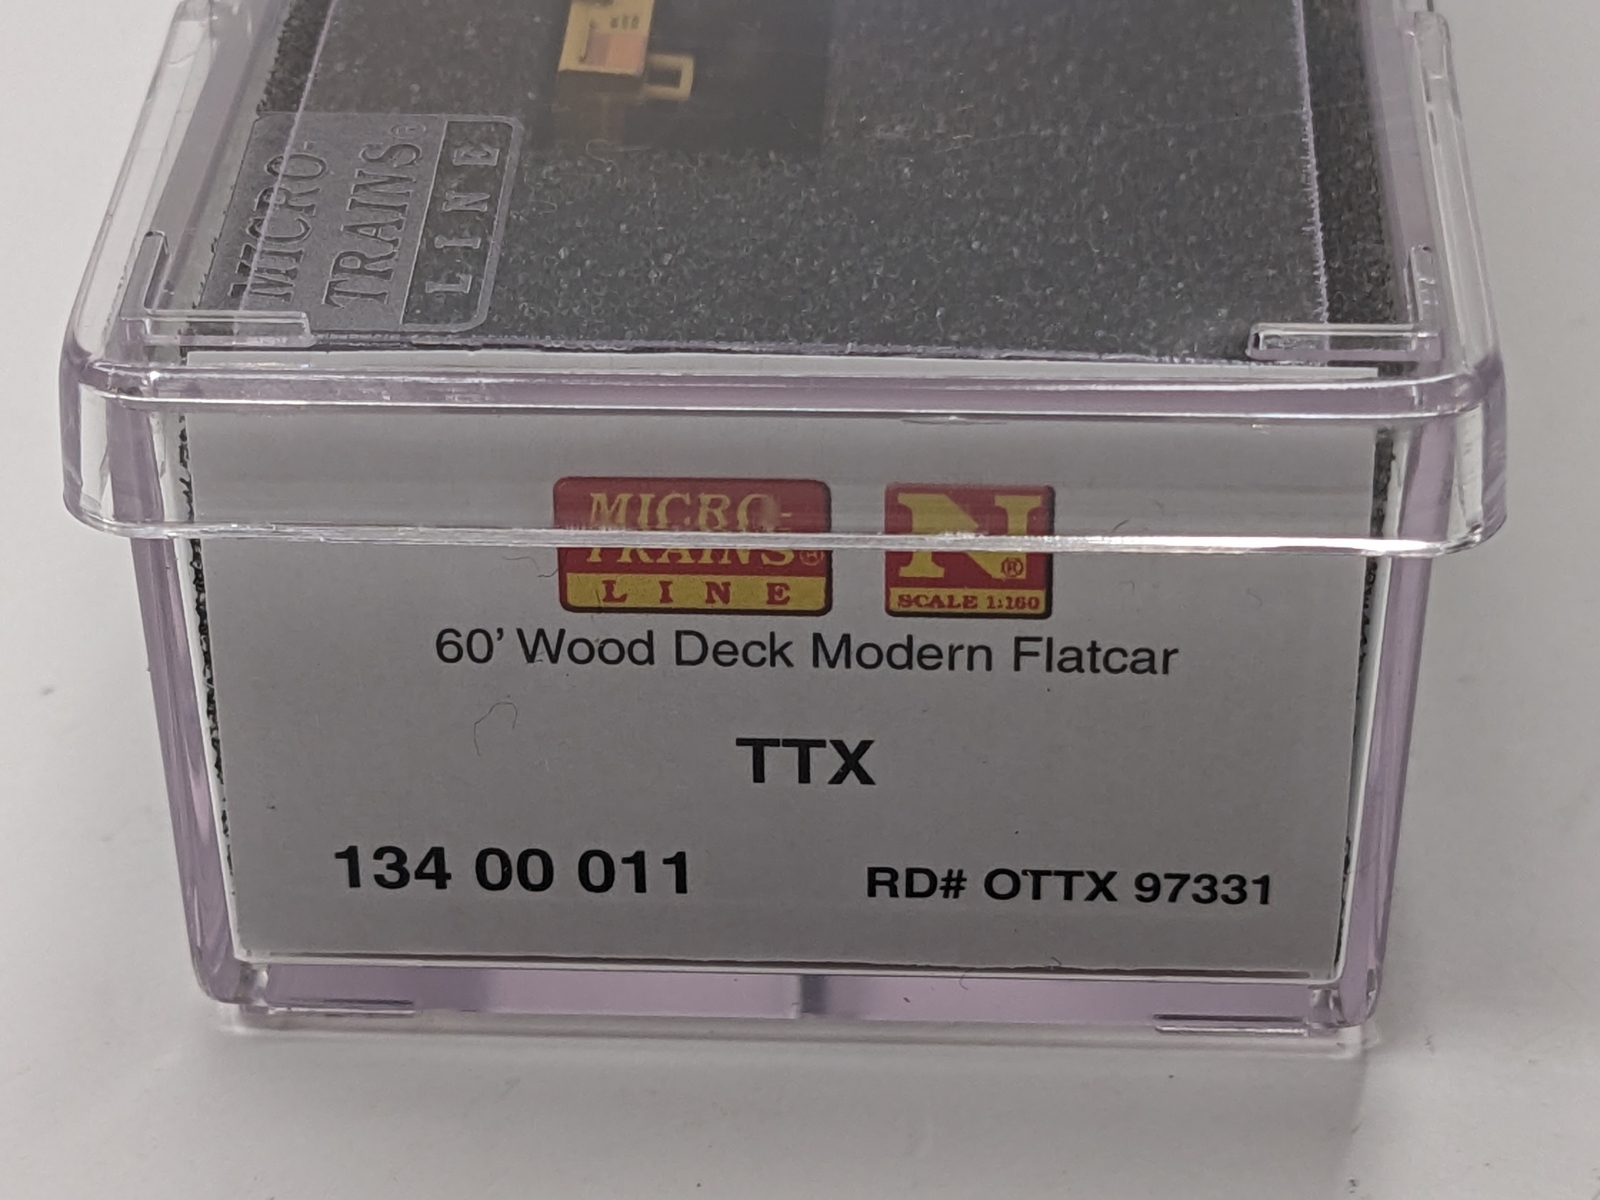 MICRO-
TRAINS®
LINE
MICRO-
TRAINS®
LINE
N®
SCALE 1:160
60' Wood Deck Modern Flatcar
TTX
134 00 011
RD# OTTX 97331